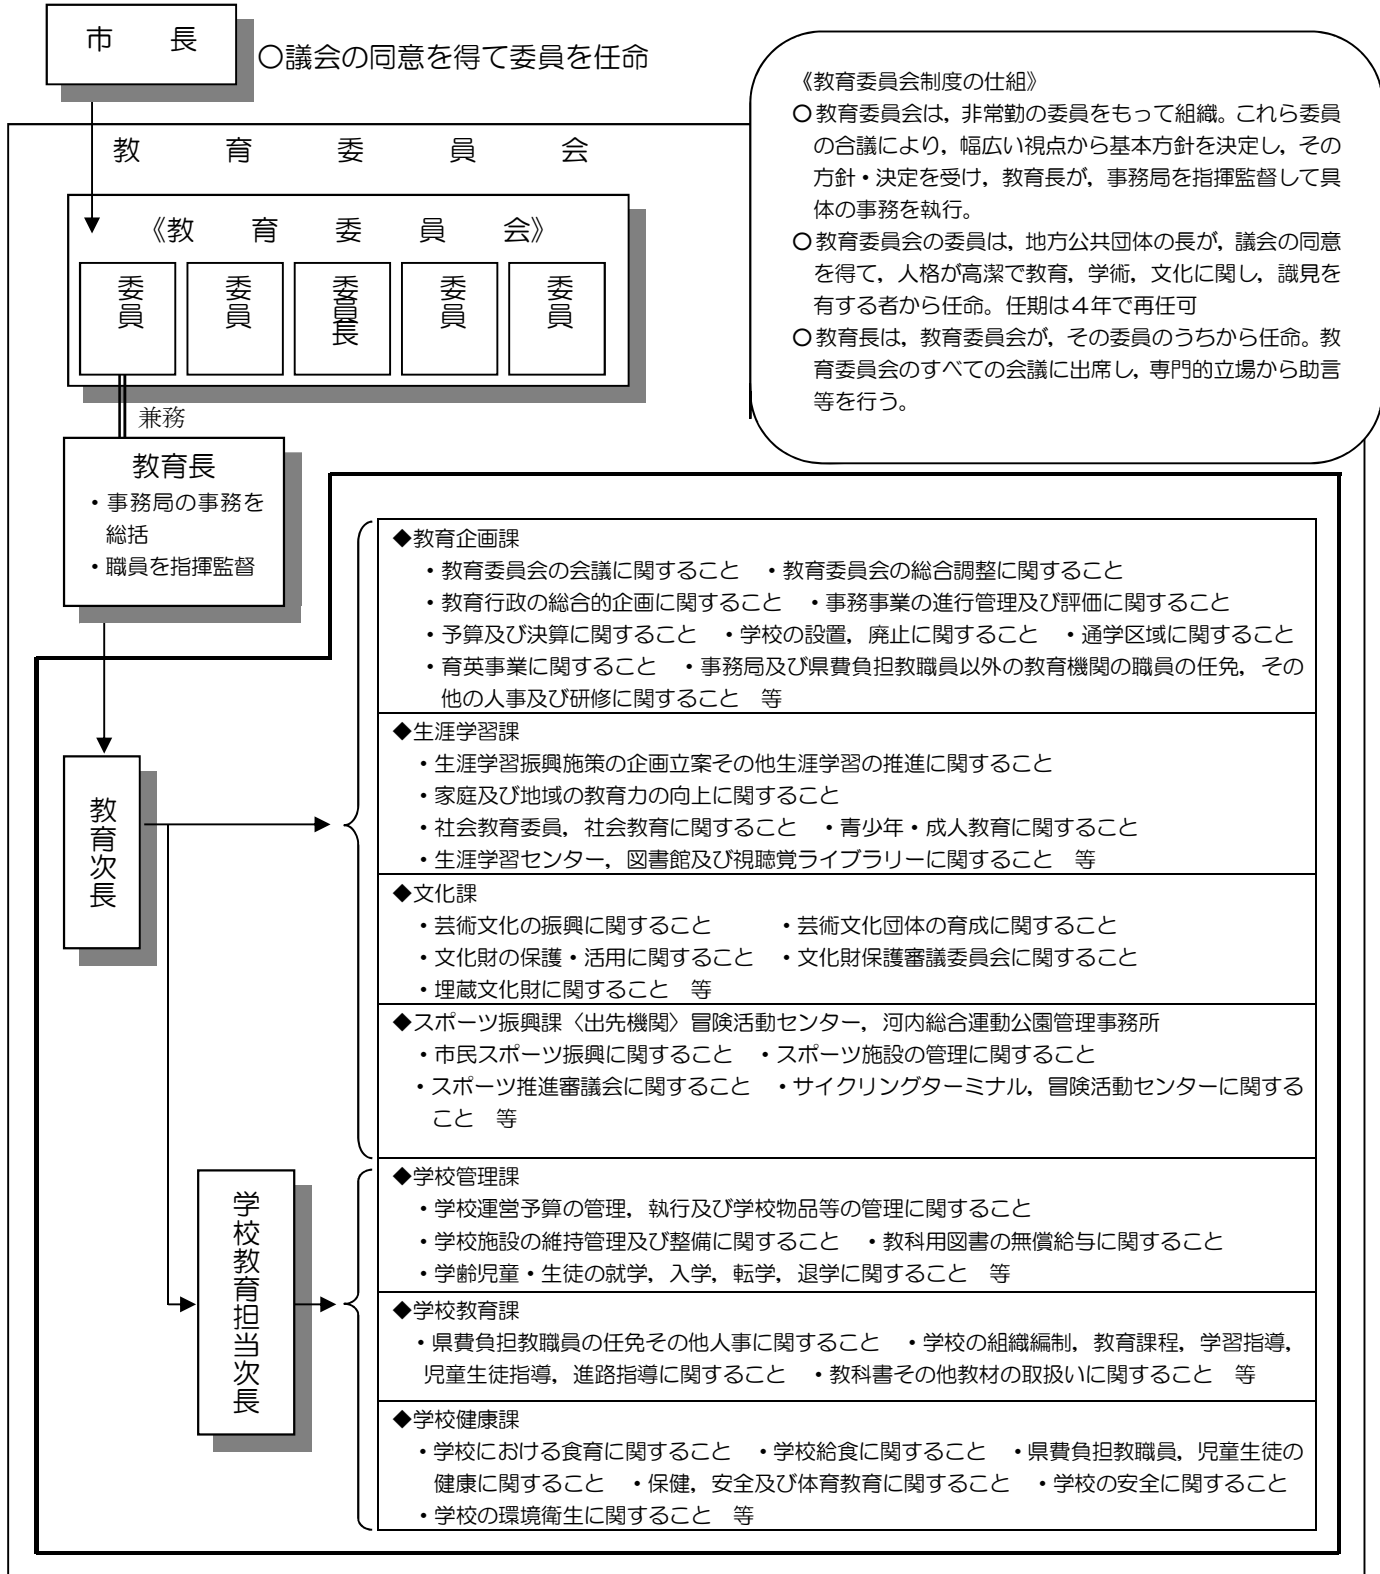 市　長
〇議会の同意を得て委員を任命
《教育委員会制度の仕組》
〇教育委員会は，非常勤の委員をもって組織。これら委員
の合議により，幅広い視点から基本方針を決定し，その
方針・決定を受け，教育長が，事務局を指揮監督して具
体の事務を執行。
〇教育委員会の委員は，地方公共団体の長が，議会の同意
を得て，人格が高潔で教育，学術，文化に関し，識見を
有する者から任命。任期は４年で再任可
〇教育長は，教育委員会が，その委員のうちから任命。教
育委員会のすべての会議に出席し，専門的立場から助言
等を行う。
教　育　委　員　会
《教　育　委　員　会》
委員
委員
委員長
委員
委員
兼務
教育長
・事務局の事務を
総括
・職員を指揮監督
教育次長
学校教育担当次長
◆教育企画課
・教育委員会の会議に関すること　・教育委員会の総合調整に関すること
・教育行政の総合的企画に関すること　・事務事業の進行管理及び評価に関すること
・予算及び決算に関すること　・学校の設置，廃止に関すること　・通学区域に関すること
・育英事業に関すること　・事務局及び県費負担教職員以外の教育機関の職員の任免，その
他の人事及び研修に関すること　等
◆生涯学習課
・生涯学習振興施策の企画立案その他生涯学習の推進に関すること
・家庭及び地域の教育力の向上に関すること
・社会教育委員，社会教育に関すること　・青少年・成人教育に関すること
・生涯学習センター，図書館及び視聴覚ライブラリーに関すること　等
◆文化課
・芸術文化の振興に関すること　・芸術文化団体の育成に関すること
・文化財の保護・活用に関すること　・文化財保護審議委員会に関すること
・埋蔵文化財に関すること　等
◆スポーツ振興課〈出先機関〉冒険活動センター，河内総合運動公園管理事務所
・市民スポーツ振興に関すること　・スポーツ施設の管理に関すること
・スポーツ推進審議会に関すること　・サイクリングターミナル，冒険活動センターに関する
こと　等
◆学校管理課
・学校運営予算の管理，執行及び学校物品等の管理に関すること
・学校施設の維持管理及び整備に関すること　・教科用図書の無償給与に関すること
・学齢児童・生徒の就学，入学，転学，退学に関すること　等
◆学校教育課
・県費負担教職員の任免その他人事に関すること　・学校の組織編制，教育課程，学習指導，
児童生徒指導，進路指導に関すること　・教科書その他教材の取扱いに関すること　等
◆学校健康課
・学校における食育に関すること　・学校給食に関すること　・県費負担教職員，児童生徒の
健康に関すること　・保健，安全及び体育教育に関すること　・学校の安全に関すること
・学校の環境衛生に関すること　等